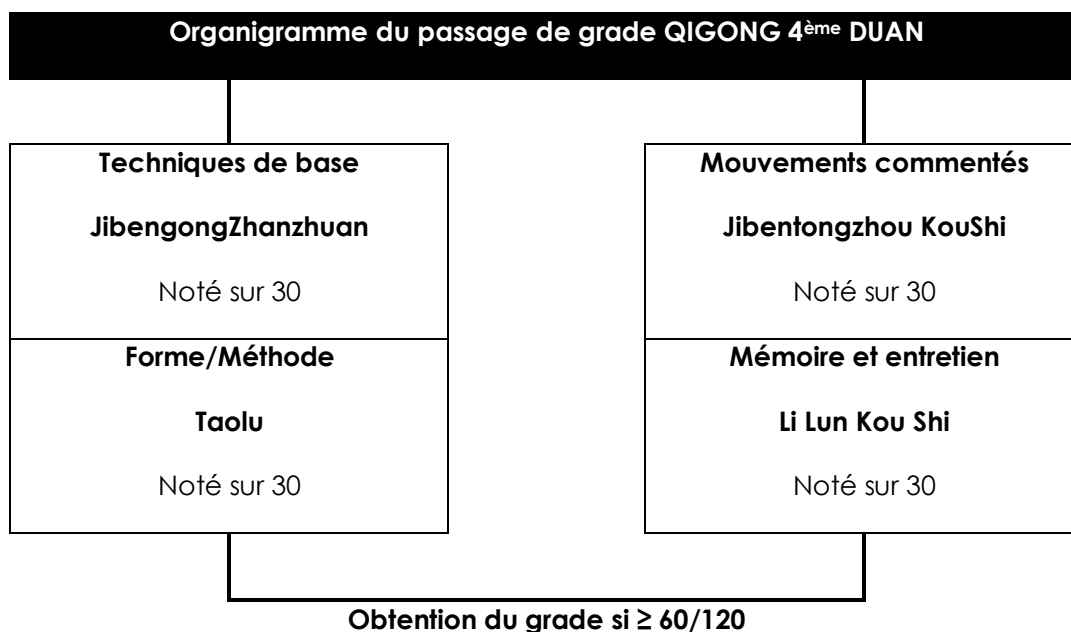 Organigramme du passage de grade QIGONG 4ème DUAN
Techniques de base
JibengongZhanzhuan
Noté sur 30
Forme/Méthode
Taolu
Noté sur 30
Mouvements commentés
Jibentongzhou KouShi
Noté sur 30
Mémoire et entretien
Li Lun Kou Shi
Noté sur 30
Obtention du grade si ≥ 60/120